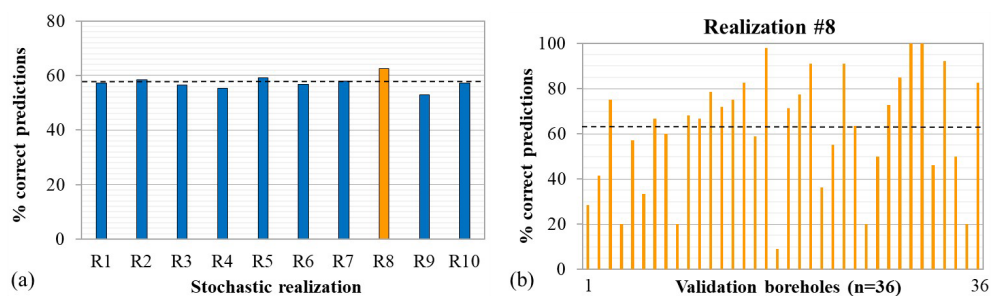 80
60
40
20
0
% correct predictions
R1 R2 R3 R4 R5 R6 R7 R8 R9 R10
(a) Stochastic realization
Realization #8
100
80
60
40
20
0
% correct predictions
1 36
(b) Validation boreholes (n=36)